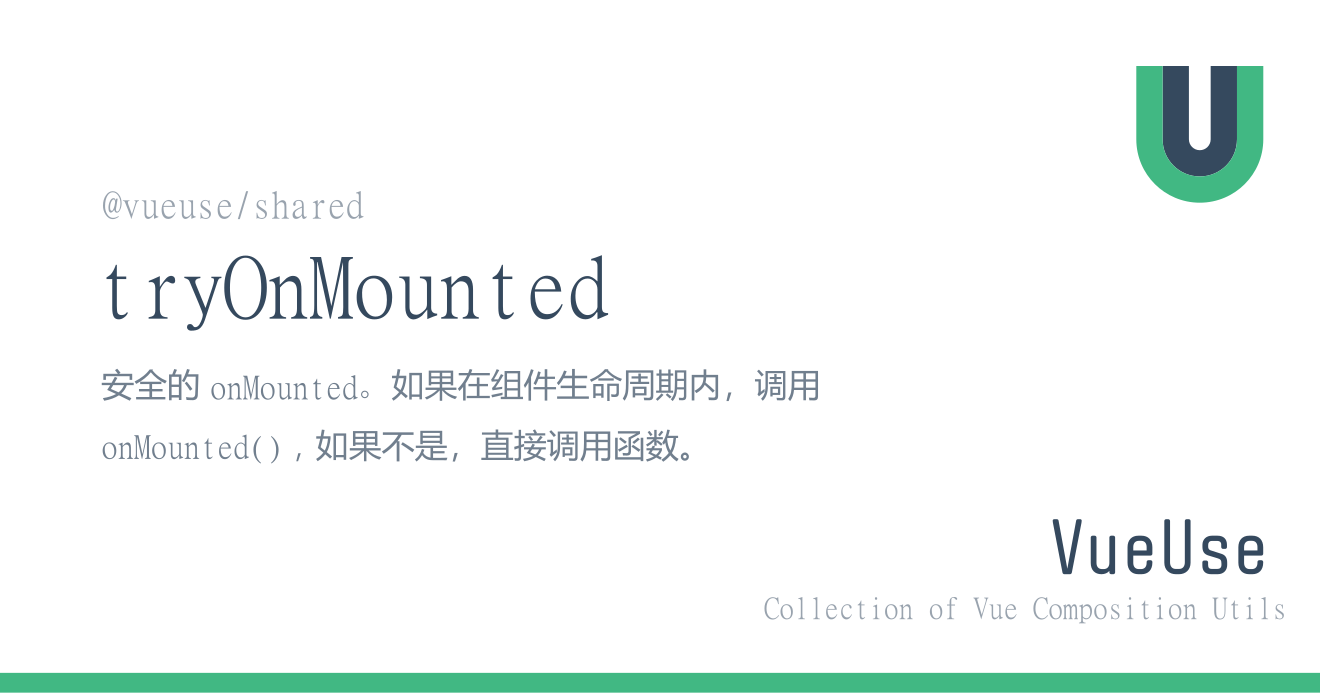 @vueuse/shared
tryOnMounted
安全的 onMounted。如果在组件生命周期内，调用
onMounted()，如果不是，直接调用函数。
VueUse
Collection of Vue Composition Utils